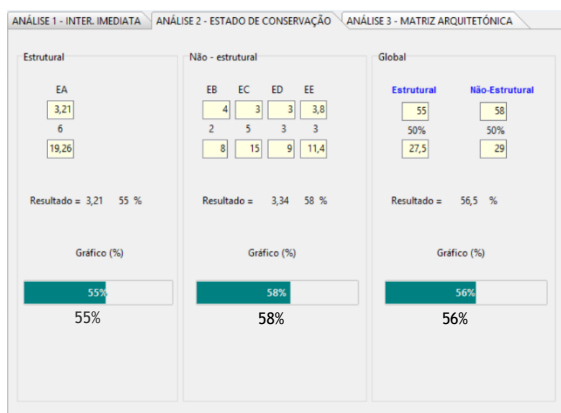 ANÁLISE 1 - INTER. IMEDIATA ANÁLISE 2 - ESTADO DE CONSERVAÇÃO ANÁLISE 3 - MATRIZ ARQUITETÓNICA
Estrutural
EA
3,21
6
19,26
Resultado = 3,21 55 %
Gráfico (%)
55%
55%
Não - estrutural
EB EC ED EE
4 3 3 3,8
2 5 3 3
8 15 9 11,4
Resultado = 3,34 58 %
Gráfico (%)
58%
58%
Global
Estrutural Não-Estrutural
55 58
50% 50%
27,5 29
Resultado = 56,5 %
Gráfico (%)
56%
56%